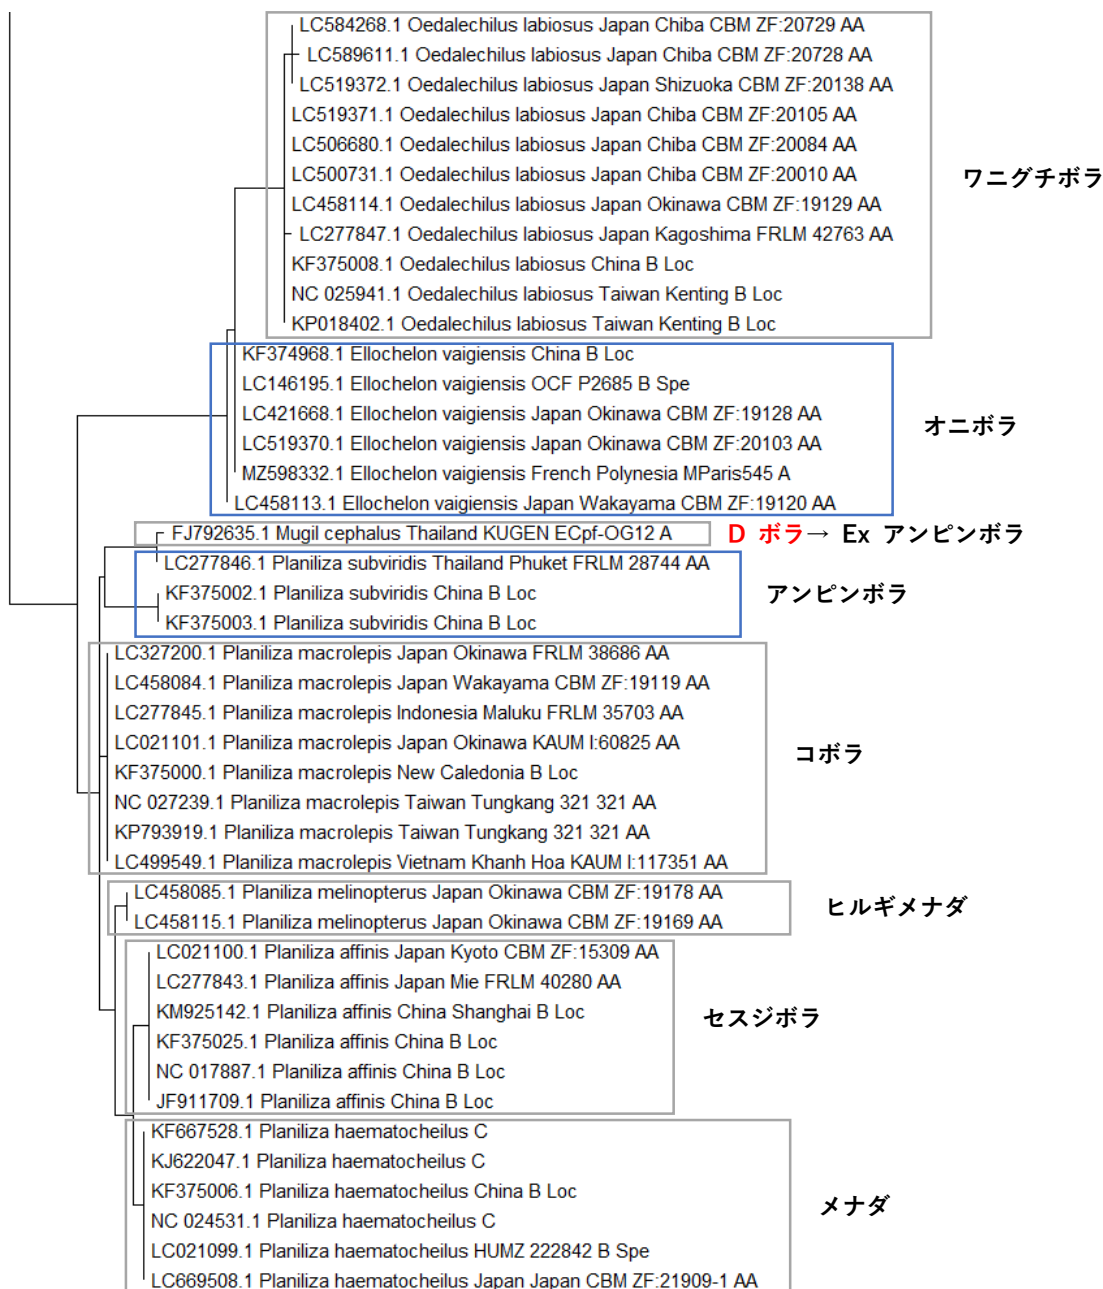 LC584268.1 Oedalechilus labiosus Japan Chiba CBM ZF:20729 AA
LC589611.1 Oedalechilus labiosus Japan Chiba CBM ZF:20728 AA
LC519372.1 Oedalechilus labiosus Japan Shizuoka CBM ZF:20138 AA
LC519371.1 Oedalechilus labiosus Japan Chiba CBM ZF:20105 AA
LC506680.1 Oedalechilus labiosus Japan Chiba CBM ZF:20084 AA
LC500731.1 Oedalechilus labiosus Japan Chiba CBM ZF:20010 AA
ワニグチボラ
LC458114.1 Oedalechilus labiosus Japan Okinawa CBM ZF:19129 AA
LC277847.1 Oedalechilus labiosus Japan Kagoshima FRLM 42763 AA
KF375008.1 Oedalechilus labiosus China B Loc
NC 025941.1 Oedalechilus labiosus Taiwan Kenting B Loc
KP018402.1 Oedalechilus labiosus Taiwan Kenting B Loc
KF374968.1 Ellochelon vaigiensis China B Loc
LC146195.1 Ellochelon vaigiensis OCF P2685 B Spe
LC421668.1 Ellochelon vaigiensis Japan Okinawa CBM ZF:19128 AA
オニボラ
LC519370.1 Ellochelon vaigiensis Japan Okinawa CBM ZF:20103 AA
MZ598332.1 Ellochelon vaigiensis French Polynesia MParis545 A
LC458113.1 Ellochelon vaigiensis Japan Wakayama CBM ZF:19120 AA
FJ792635.1 Mugil cephalus Thailand KUGEN ECpf-OG12 A
D ボラ→ Ex アンピンボラ
LC277846.1 Planiliza subviridis Thailand Phuket FRLM 28744 AA
KF375002.1 Planiliza subviridis China B Loc
アンピンボラ
KF375003.1 Planiliza subviridis China B Loc
LC327200.1 Planiliza macrolepis Japan Okinawa FRLM 38686 AA
LC458084.1 Planiliza macrolepis Japan Wakayama CBM ZF:19119 AA
LC277845.1 Planiliza macrolepis Indonesia Maluku FRLM 35703 AA
LC021101.1 Planiliza macrolepis Japan Okinawa KAUM I:60825 AA
コボラ
KF375000.1 Planiliza macrolepis New Caledonia B Loc
NC 027239.1 Planiliza macrolepis Taiwan Tungkang 321 321 AA
KP793919.1 Planiliza macrolepis Taiwan Tungkang 321 321 AA
LC499549.1 Planiliza macrolepis Vietnam Khanh Hoa KAUM I:117351 AA
LC458085.1 Planiliza melinopterus Japan Okinawa CBM ZF:19178 AA
ヒルギメナダ
LC458115.1 Planiliza melinopterus Japan Okinawa CBM ZF:19169 AA
LC021100.1 Planiliza affinis Japan Kyoto CBM ZF:15309 AA
LC277843.1 Planiliza affinis Japan Mie FRLM 40280 AA
KM925142.1 Planiliza affinis China Shanghai B Loc
セスジボラ
KF375025.1 Planiliza affinis China B Loc
NC 017887.1 Planiliza affinis China B Loc
JF911709.1 Planiliza affinis China B Loc
KF667528.1 Planiliza haematocheilus C
KJ622047.1 Planiliza haematocheilus C
KF375006.1 Planiliza haematocheilus China B Loc
メナダ
NC 024531.1 Planiliza haematocheilus C
LC021099.1 Planiliza haematocheilus HUMZ 222842 B Spe
LC669508.1 Planiliza haematocheilus Japan Japan CBM ZF:21909-1 AA